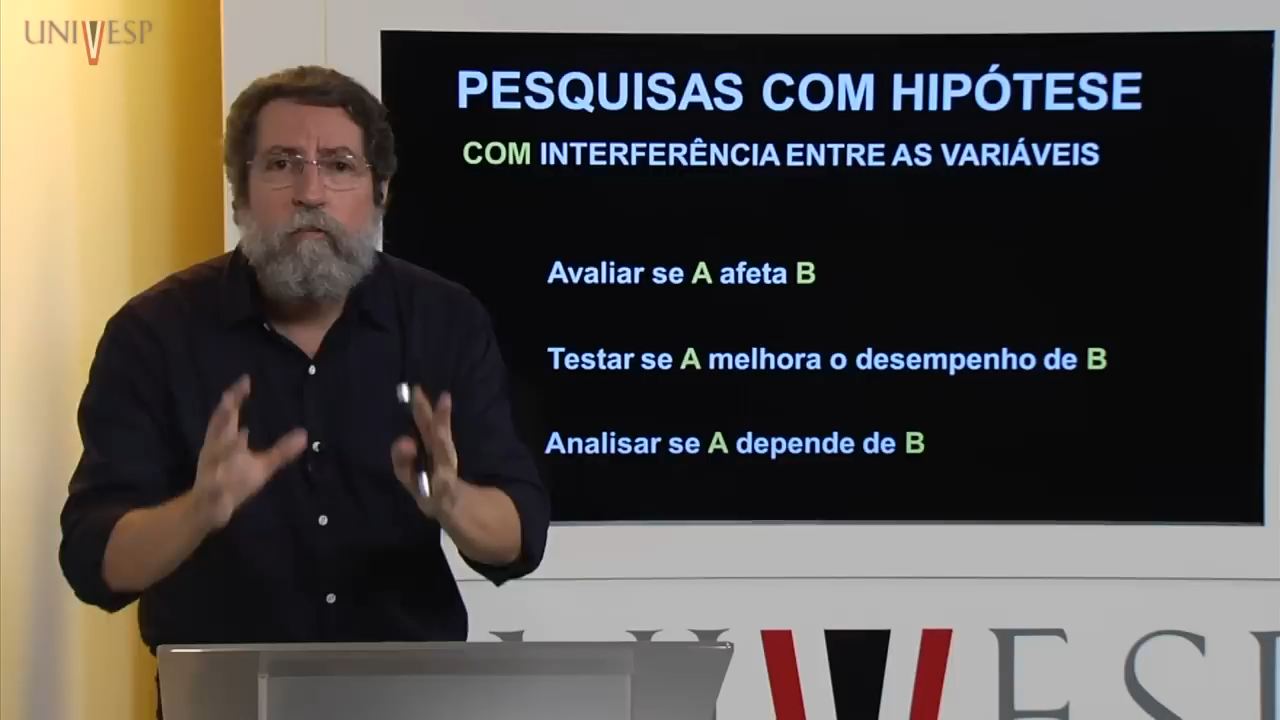 UNIVESP
PESQUISAS COM HIPÓTESE
COM INTERFERÊNCIA ENTRE AS VARIÁVEIS
Avaliar se A afeta B
Testar se A melhora o desempenho de B
Analisar se A depende de B
UNIVESP